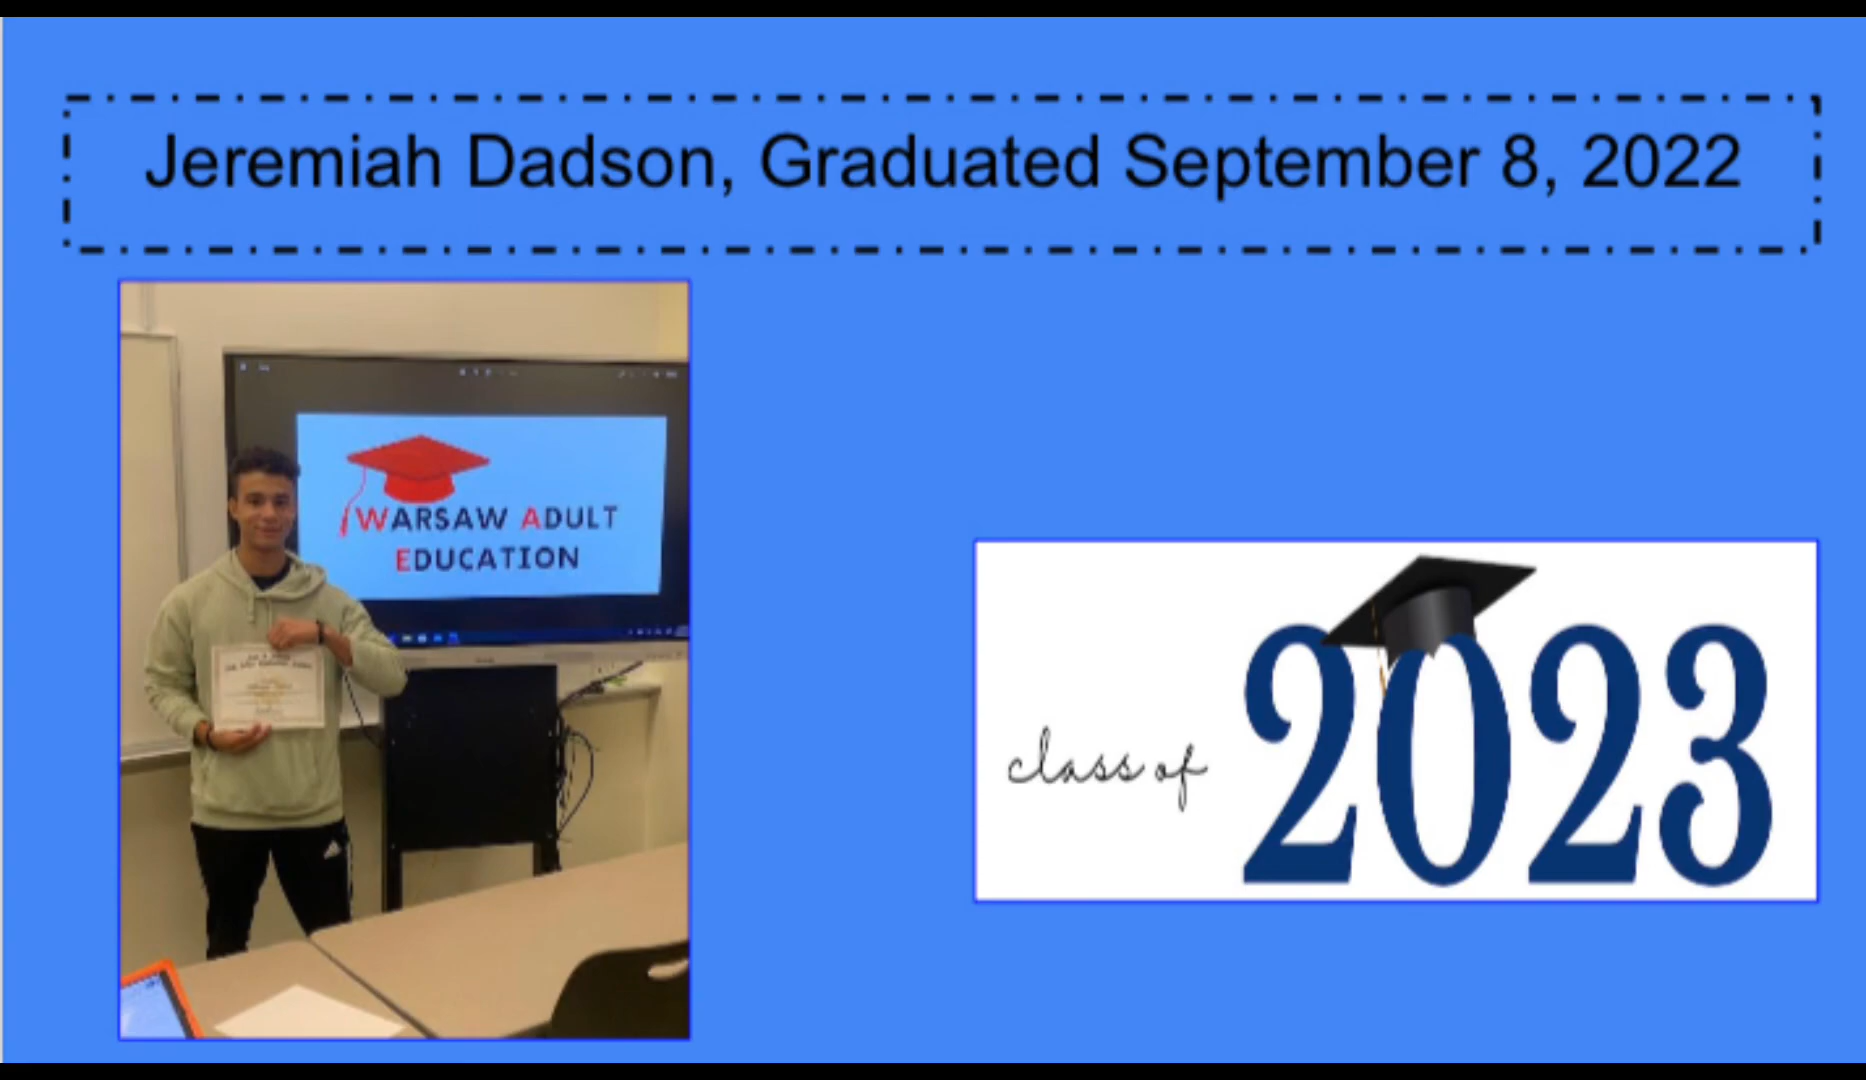 Jeremiah Dadson, Graduated September 8, 2022
WARSAW ADULT
EDUCATION
class of 2023